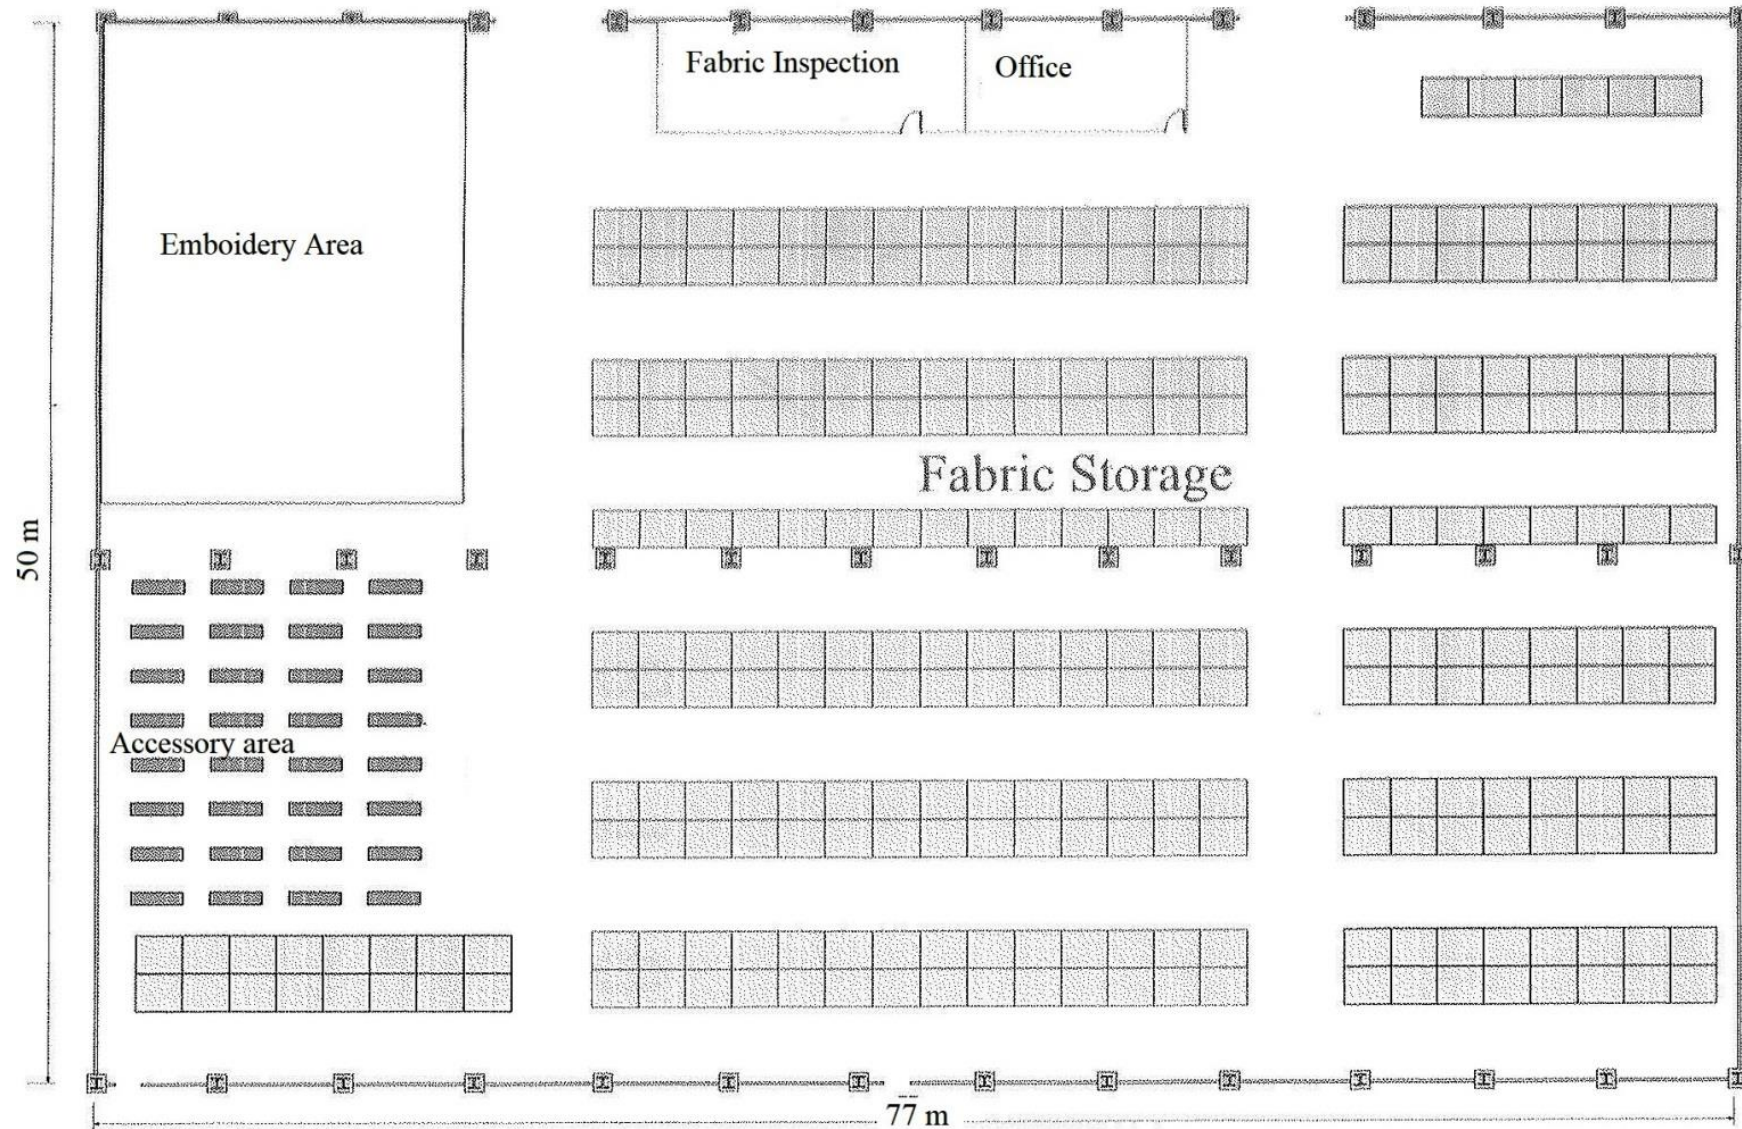 Fabric Inspection
Office
Emboidery Area
Fabric Storage
50 m
Accessory area
77 m